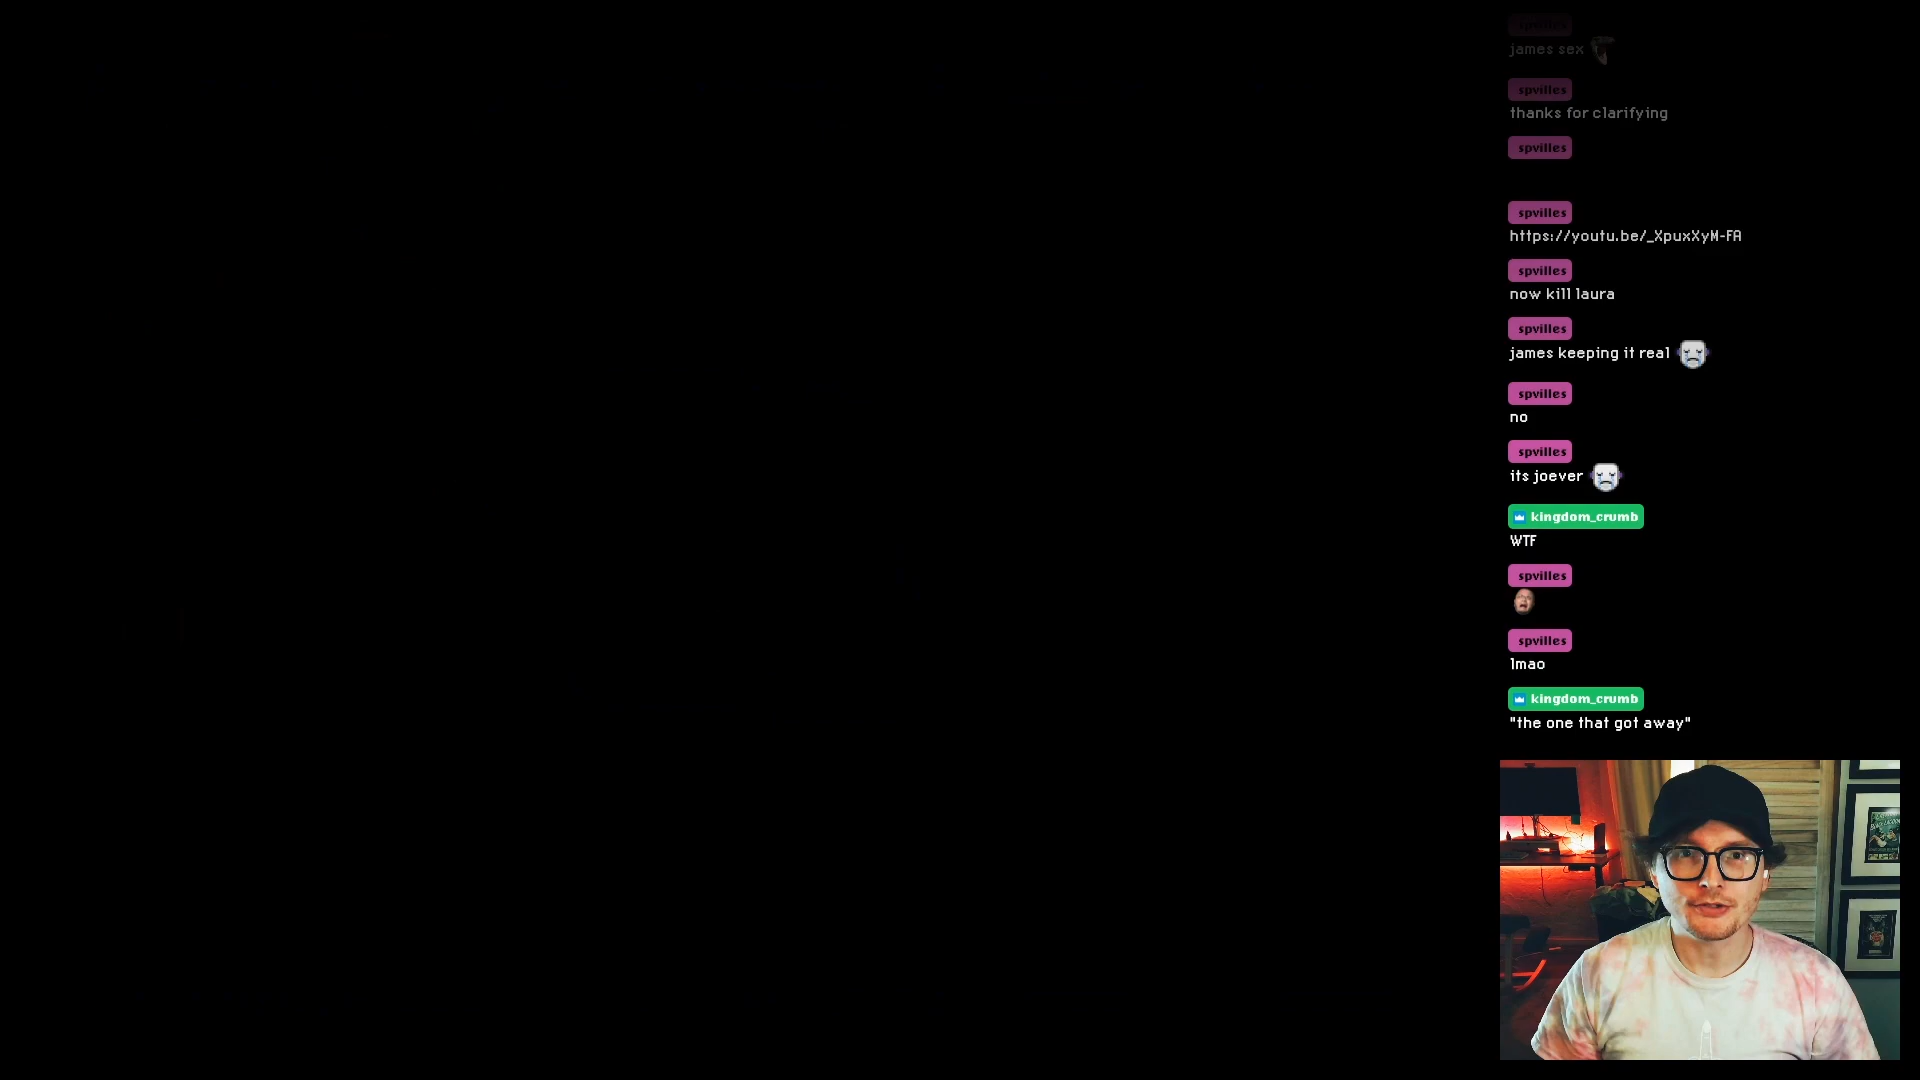 james sex
spvilles
thanks for clarifying
spvilles
spvilles
https://youtu.be/_XpuxXyM-FA
spvilles
now kill laura
spvilles
james keeping it real
spvilles
no
spvilles
its joever
kingdom_crumb
WTF
spvilles
spvilles
lmao
kingdom_crumb
"the one that got away"